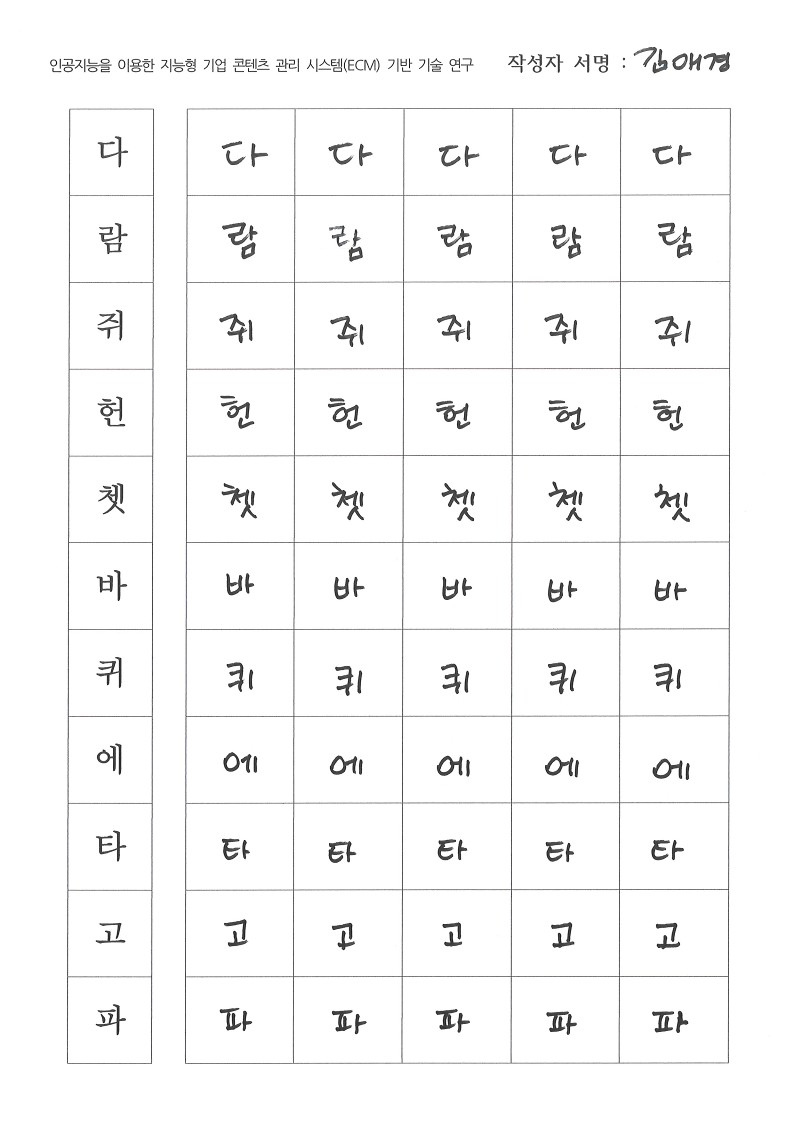 인공지능을 이용한 지능형 기업 콘텐츠 관리 시스템(ECM) 기반 기술 연구 작성자 서명 : 김애경
다 다 다 다 다 다
람 람 람 람 람 람
쥐 쥐 쥐 쥐 쥐 쥐
헌 헌 헌 헌 헌 헌
쳇 쳇 쳇 쳇 쳇 쳇
바 바 바 바 바 바
퀴 퀴 퀴 퀴 퀴 퀴
에 에 에 에 에 에
타 타 타 타 타 타
고 고 고 고 고 고
파 파 파 파 파 파